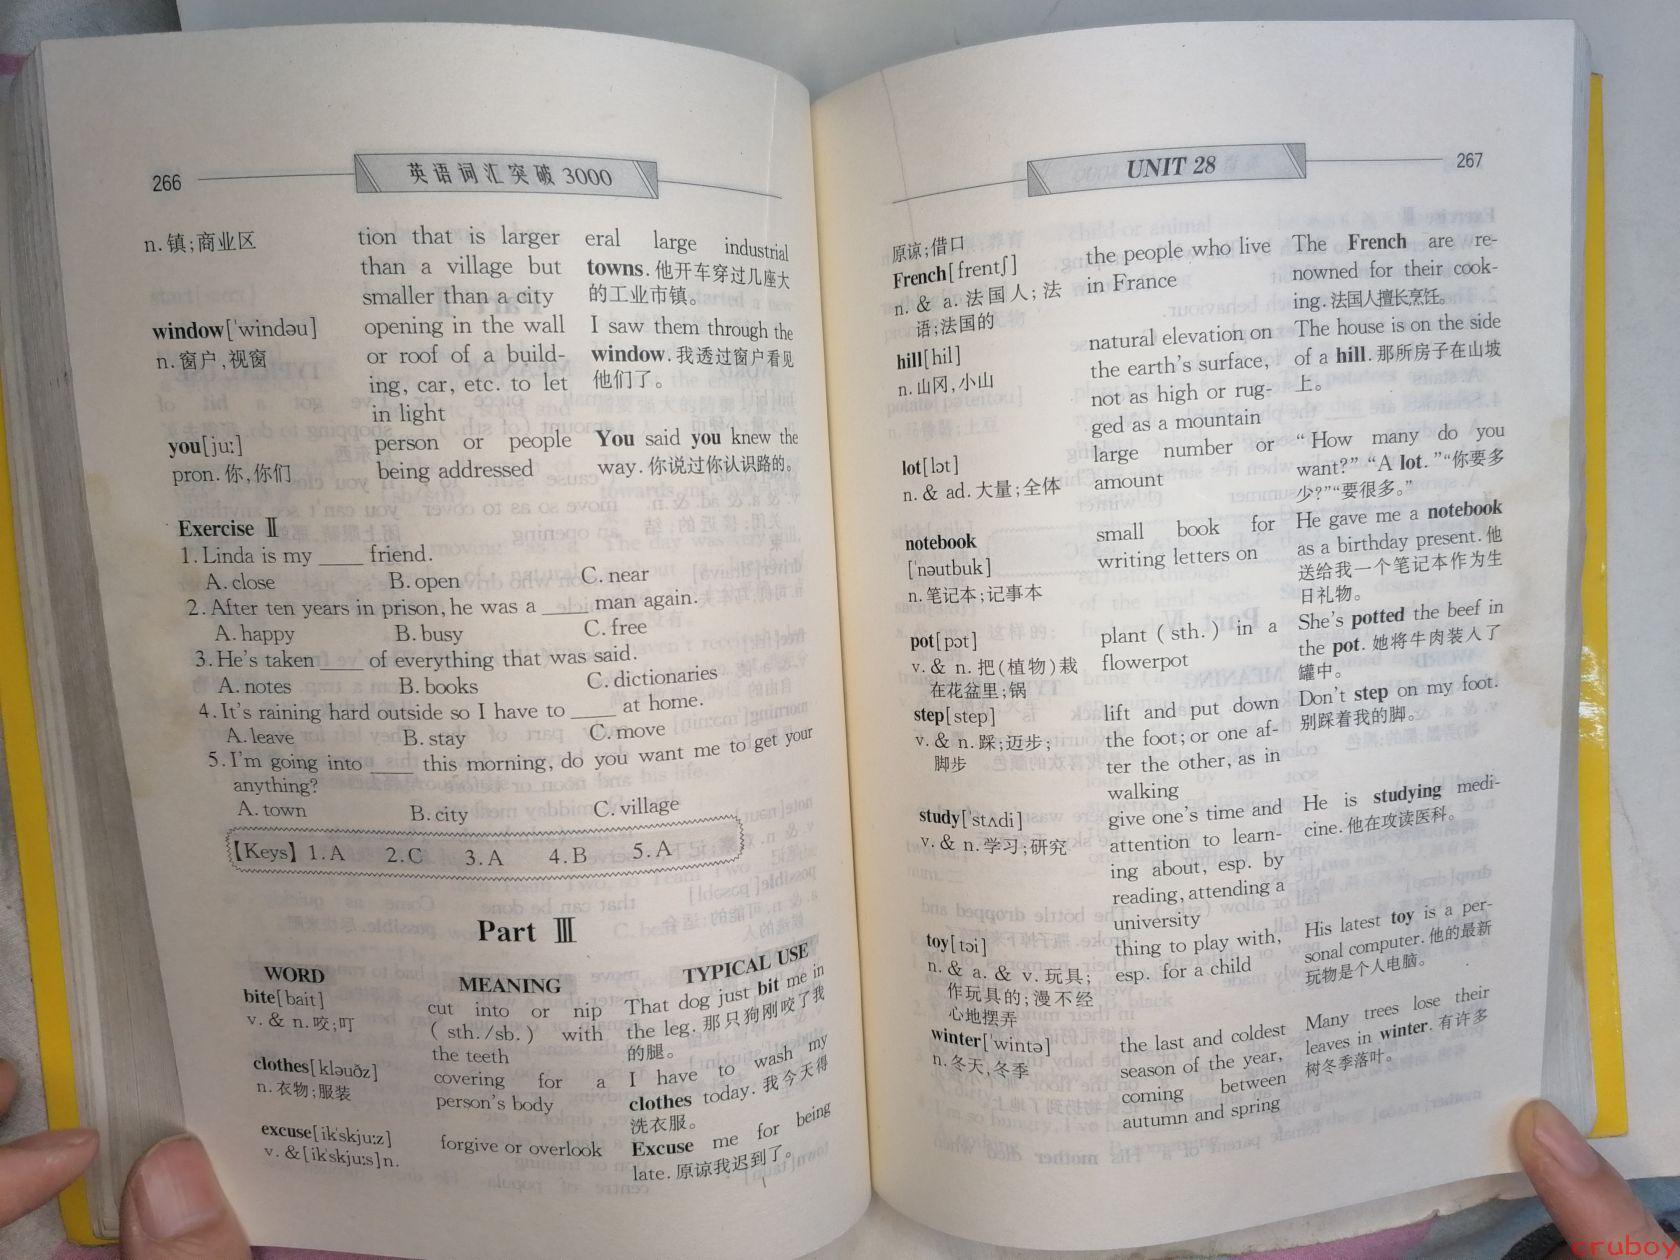 266
英语词汇突破 3000
n.镇;商业区
tion that is larger
than a village but
smaller than a city
eral large industrial
towns.他开车穿过几座大
的工业市镇。
window[ˈwindəu]
n.窗户,视窗
opening in the wall
or roof of a build-
ing, car, etc. to let
in light
I saw them through the
window.我透过窗户看见
他们了。
you[juː]
pron.你,你们
person or people
being addressed
You said you knew the
way.你说过你认识路的。
Exercise Ⅱ
1.Linda is my ____ friend.
A.close B.open C.near
2.After ten years in prison,he was a ____ man again.
A.happy B.busy C.free
3.He's taken ____ of everything that was said.
A.notes B.books C.dictionaries
4.It's raining hard outside so I have to ____ at home.
A.leave B.stay C.move
5.I'm going into ____ this morning, do you want me to get your
anything?
A.town B.city C.village
【Keys】1.A 2.C 3.A 4.B 5.A
Part Ⅲ
WORD MEANING TYPICAL USE
bite[bait]
v.& n.咬;叮
cut into or nip
(sth./sb.) with
the teeth
That dog just bit me in
the leg.那只狗刚咬了我
的腿。
clothes[kləuðz]
n.衣物;服装
covering for a
person's body
I have to wash my
clothes today.我今天得
洗衣服。
excuse[ikˈskjuːz]
v.&[ikˈskjuːs]n.
forgive or overlook
Excuse me for being
late.原谅我迟到了。
UNIT 28
267
原谅;借口
French[frentʃ]
n. & a.法国人;法
语;法国的
the people who live
in France
The French are re-
nowned for their cook-
ing.法国人擅长烹饪。
hill[hil]
n.山冈,小山
natural elevation on
the earth's surface,
not as high or rug-
ged as a mountain
The house is on the side
of a hill.那所房子在山坡
上。
lot[lɔt]
n.& ad.大量;全体
large number or
amount
"How many do you
want?" "A lot."“你要多
少?”“要很多。”
notebook
[ˈnəutbuk]
n.笔记本;记事本
small book for
writing letters on
He gave me a notebook
as a birthday present.他
送给我一个笔记本作为生
日礼物。
pot[pɔt]
v.& n.把(植物)栽
在花盆里;锅
plant (sth.) in a
flowerpot
She's potted the beef in
the pot.她将牛肉装入了
罐中。
step[step]
v.& n.踩;迈步;
脚步
lift and put down
the foot;or one af-
ter the other, as in
walking
Don't step on my foot.
别踩着我的脚。
study[ˈstʌdi]
v.& n.学习;研究
give one's time and
attention to learn-
ing about, esp. by
reading,attending a
university
He is studying medi-
cine.他在攻读医科。
toy[tɔi]
n. & a. & v.玩具;
作玩具的;漫不经
心地摆弄
thing to play with,
esp. for a child
His latest toy is a per-
sonal computer.他的最新
玩物是个人电脑。
winter[ˈwintə]
n.冬天,冬季
the last and coldest
season of the year,
coming between
autumn and spring
Many trees lose their
leaves in winter.有许多
树冬季落叶。
cruboy